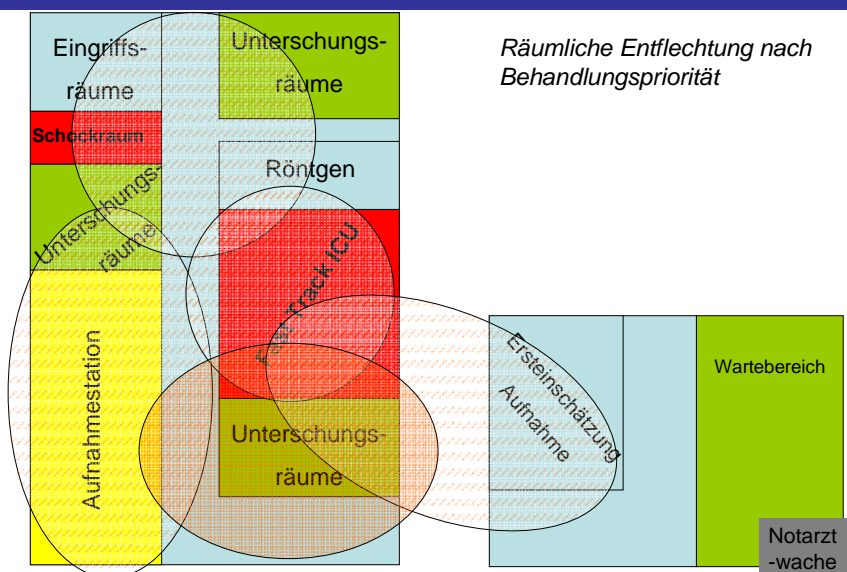 Räumliche Entflechtung nach
Behandlungspriorität
Eingriffs-
räume
Unterschungs-
räume
Schockraum
Röntgen
Unterschungs-
räume
Fast Track ICU
Aufnahmestation
Unterschungs-
räume
Ersteinschätzung
Aufnahme
Wartebereich
Notarzt
-wache